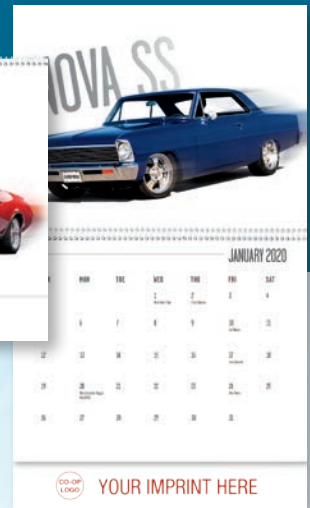 NOVA SS
JANUARY 2020
MON TUE WED THU FRI SAT
1 2 3 4
6 7 8 9 10 11
12 13 14 15 16 17 18
19 20 21 22 23 24 25
26 27 28 29 30 31
CO-OP
LOGO
YOUR IMPRINT HERE